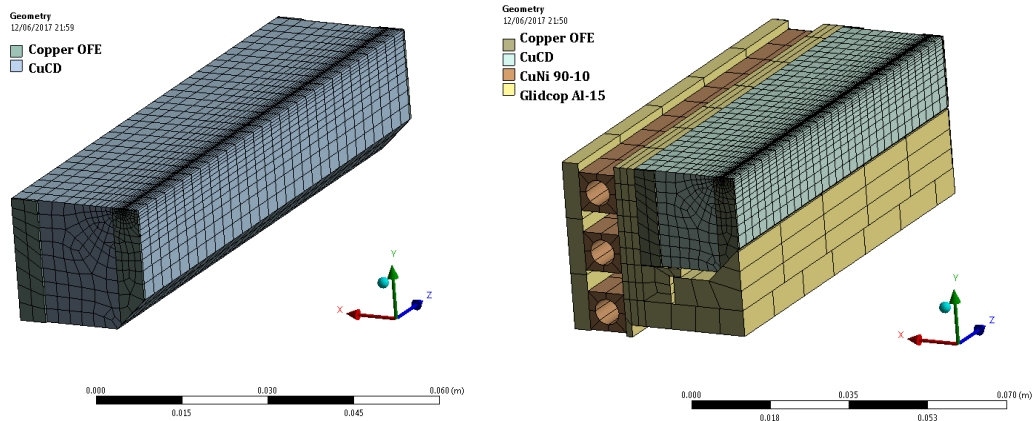 Geometry
12/06/2017 21:59
Copper OFE
CuCD
X
Y
Z
0.000
0.030
0.060 (m)
0.015
0.045
Geometry
12/06/2017 21:50
Copper OFE
CuCD
CuNi 90-10
Glidcop Al-15
X
Y
Z
0.000
0.035
0.070 (m)
0.018
0.053